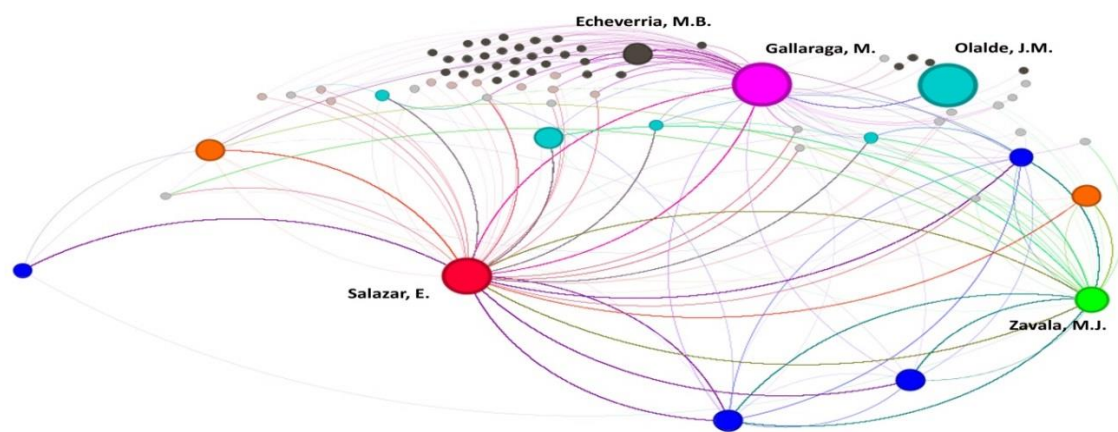 Echeverria, M.B.
Gallaraga, M.
Olalde, J.M.
Salazar, E.
Zavala, M.J.